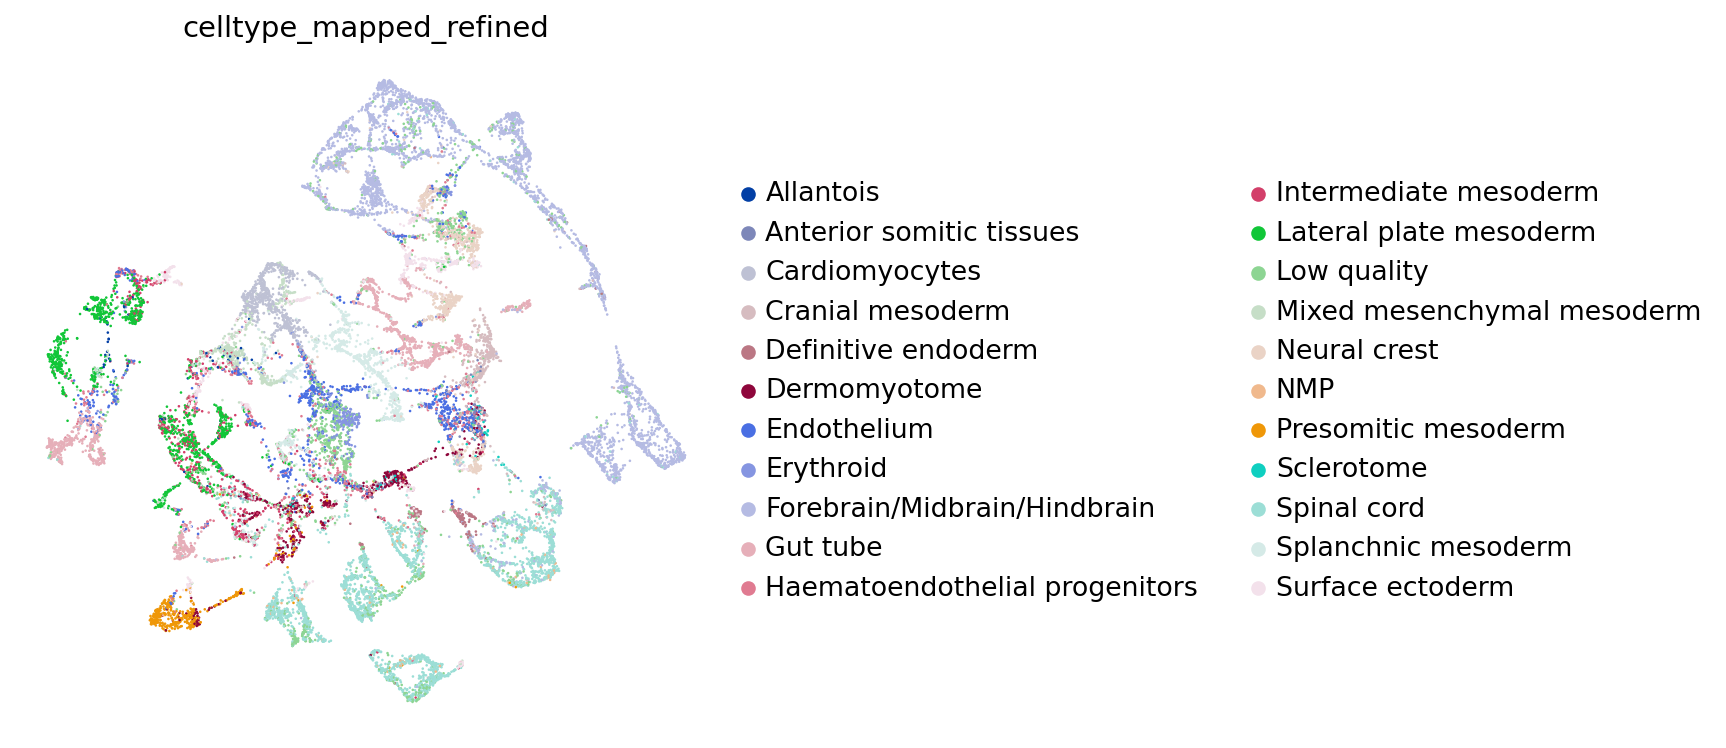 celltype_mapped_refined
Allantois
Anterior somitic tissues
Cardiomyocytes
Cranial mesoderm
Definitive endoderm
Dermomyotome
Endothelium
Erythroid
Forebrain/Midbrain/Hindbrain
Gut tube
Haematoendothelial progenitors
Intermediate mesoderm
Lateral plate mesoderm
Low quality
Mixed mesenchymal mesoderm
Neural crest
NMP
Presomitic mesoderm
Sclerotome
Spinal cord
Splanchnic mesoderm
Surface ectoderm